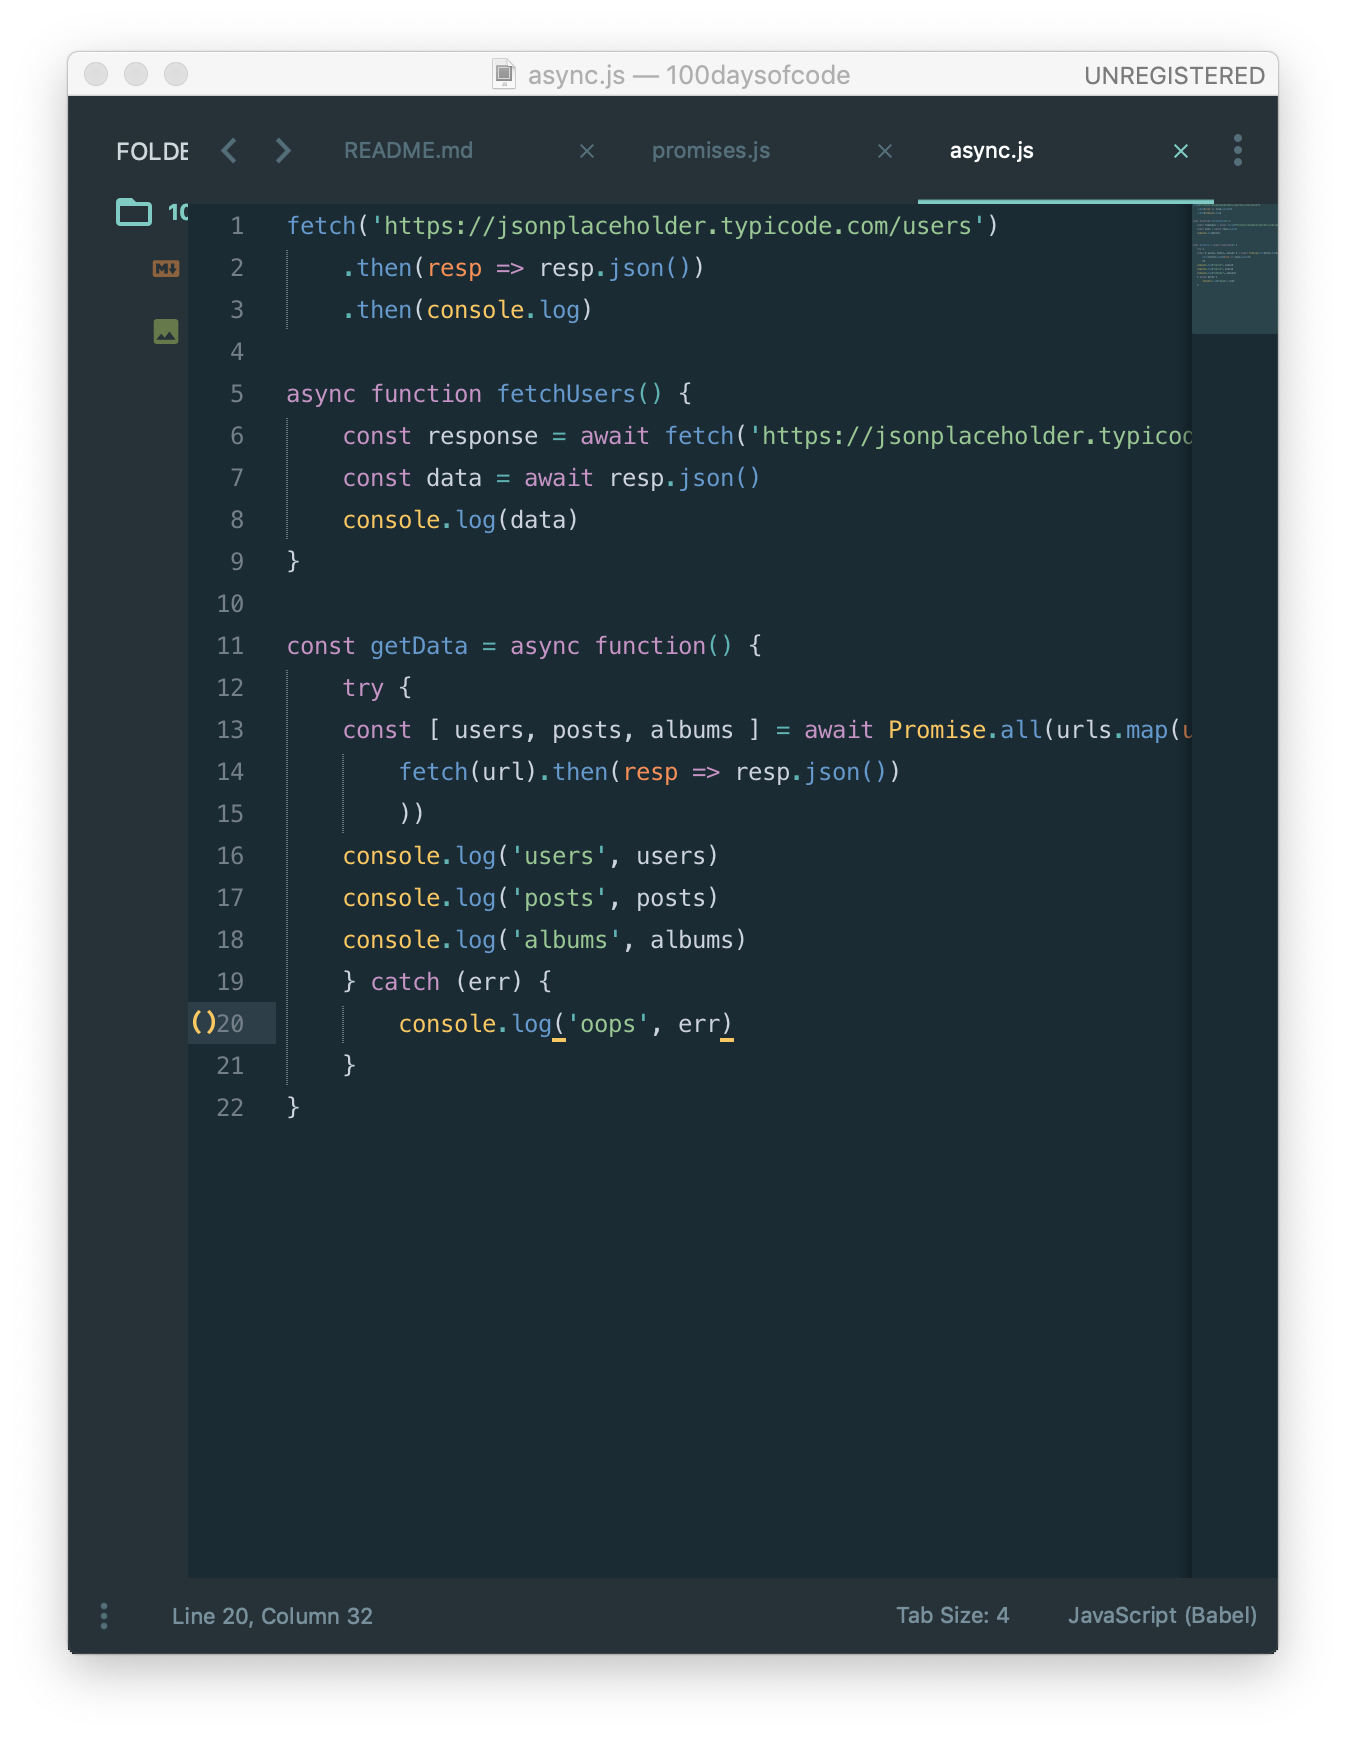 async.js — 100daysofcode
UNREGISTERED
FOLDE
README.md
promises.js
async.js
10
1 fetch('https://jsonplaceholder.typicode.com/users')
2 .then(resp => resp.json())
3 .then(console.log)
4
5 async function fetchUsers() {
6 const response = await fetch('https://jsonplaceholder.typicod
7 const data = await resp.json()
8 console.log(data)
9 }
10
11 const getData = async function() {
12 try {
13 const [ users, posts, albums ] = await Promise.all(urls.map(u
14 fetch(url).then(resp => resp.json())
15 ))
16 console.log('users', users)
17 console.log('posts', posts)
18 console.log('albums', albums)
19 } catch (err) {
()20 console.log('oops', err)
21 }
22 }
Line 20, Column 32
Tab Size: 4
JavaScript (Babel)